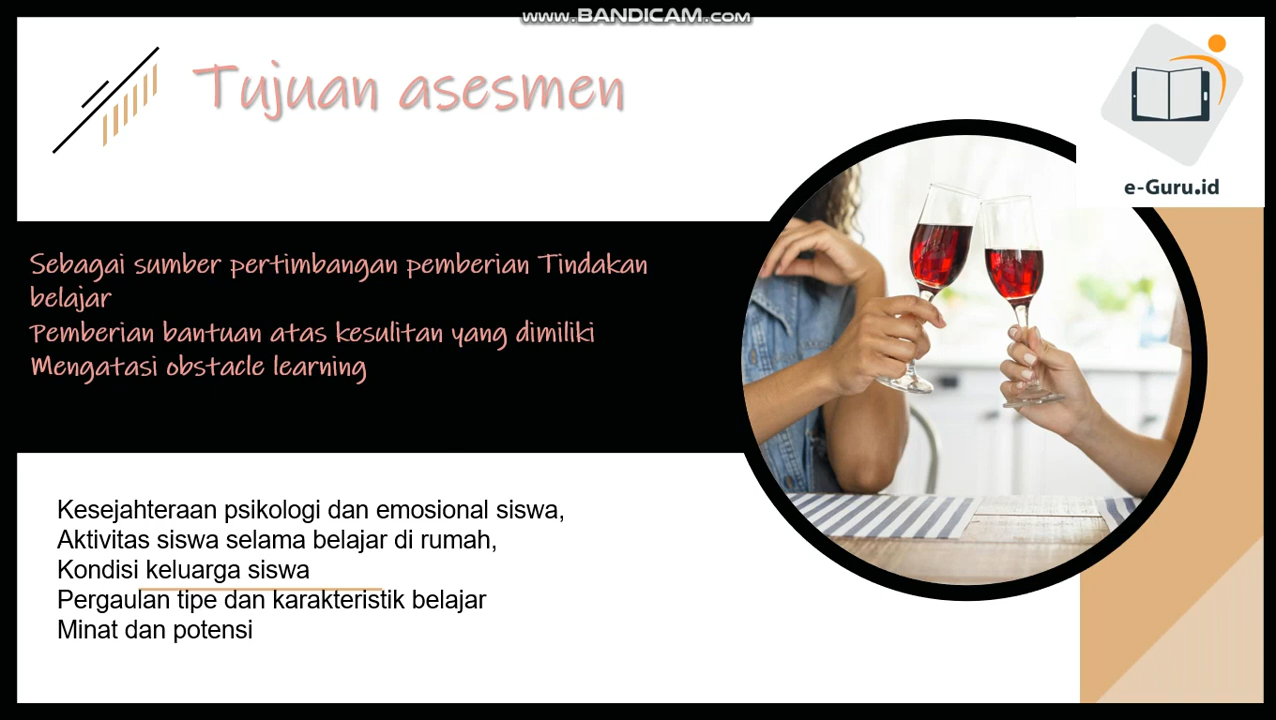 www.BANDICAM.com
Tujuan asesmen
e-Guru.id
Sebagai sumber pertimbangan pemberian Tindakan
belajar
Pemberian bantuan atas kesulitan yang dimiliki
Mengatasi obstacle learning
Kesejahteraan psikologi dan emosional siswa,
Aktivitas siswa selama belajar di rumah,
Kondisi keluarga siswa
Pergaulan tipe dan karakteristik belajar
Minat dan potensi